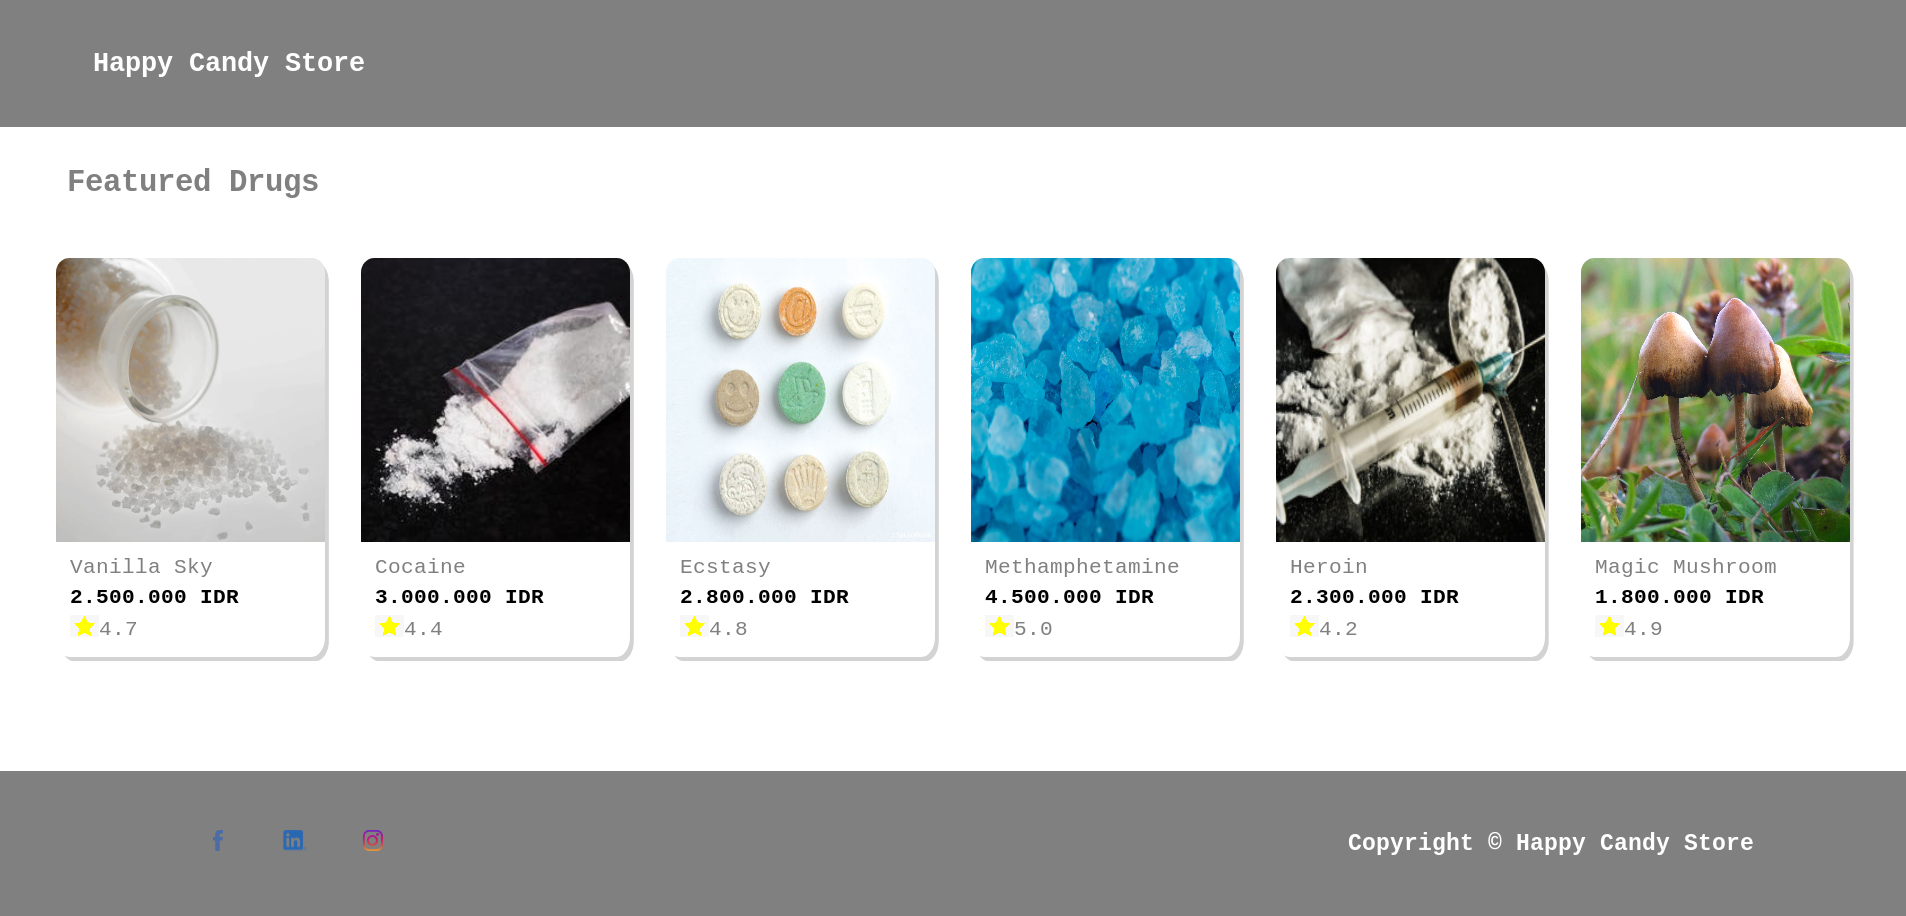 Happy Candy Store
Featured Drugs
Vanilla Sky
2.500.000 IDR
4.7
Cocaine
3.000.000 IDR
4.4
Ecstasy
2.800.000 IDR
4.8
Methamphetamine
4.500.000 IDR
5.0
Heroin
2.300.000 IDR
4.2
Magic Mushroom
1.800.000 IDR
4.9
Copyright © Happy Candy Store